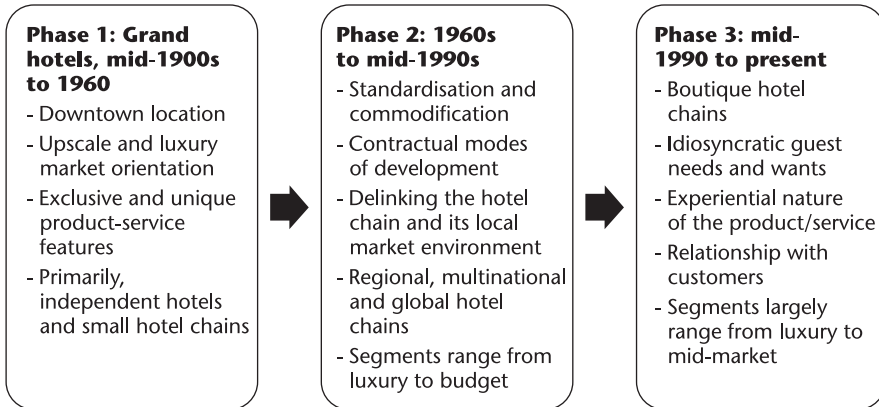 Phase 1: Grand
hotels, mid-1900s
to 1960
- Downtown location
- Upscale and luxury
market orientation
- Exclusive and unique
product-service
features
- Primarily,
independent hotels
and small hotel chains
Phase 2: 1960s
to mid-1990s
- Standardisation and
commodification
- Contractual modes
of development
- Delinking the hotel
chain and its local
market environment
- Regional, multinational
and global hotel
chains
- Segments range from
luxury to budget
Phase 3: mid-
1990 to present
- Boutique hotel
chains
- Idiosyncratic guest
needs and wants
- Experiential nature
of the product/service
- Relationship with
customers
- Segments largely
range from luxury to
mid-market